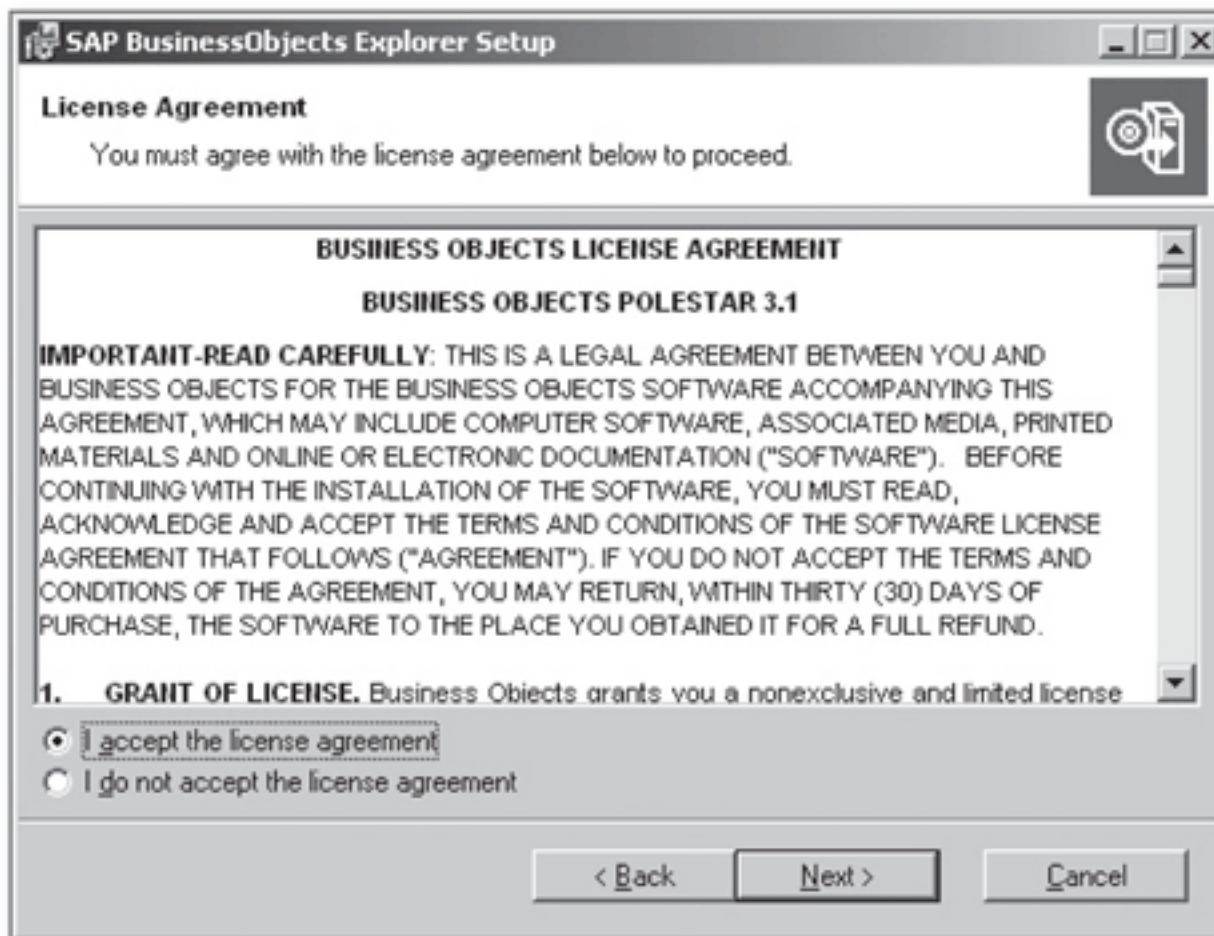 SAP BusinessObjects Explorer Setup
License Agreement
You must agree with the license agreement below to proceed.
BUSINESS OBJECTS LICENSE AGREEMENT
BUSINESS OBJECTS POLESTAR 3.1
IMPORTANT-READ CAREFULLY: THIS IS A LEGAL AGREEMENT BETWEEN YOU AND
BUSINESS OBJECTS FOR THE BUSINESS OBJECTS SOFTWARE ACCOMPANYING THIS
AGREEMENT, WHICH MAY INCLUDE COMPUTER SOFTWARE, ASSOCIATED MEDIA, PRINTED
MATERIALS AND ONLINE OR ELECTRONIC DOCUMENTATION ("SOFTWARE"). BEFORE
CONTINUING WITH THE INSTALLATION OF THE SOFTWARE, YOU MUST READ,
ACKNOWLEDGE AND ACCEPT THE TERMS AND CONDITIONS OF THE SOFTWARE LICENSE
AGREEMENT THAT FOLLOWS ("AGREEMENT"). IF YOU DO NOT ACCEPT THE TERMS AND
CONDITIONS OF THE AGREEMENT, YOU MAY RETURN, WITHIN THIRTY (30) DAYS OF
PURCHASE, THE SOFTWARE TO THE PLACE YOU OBTAINED IT FOR A FULL REFUND.
1. GRANT OF LICENSE. Business Objects grants you a nonexclusive and limited license
I accept the license agreement
I do not accept the license agreement
< Back
Next >
Cancel